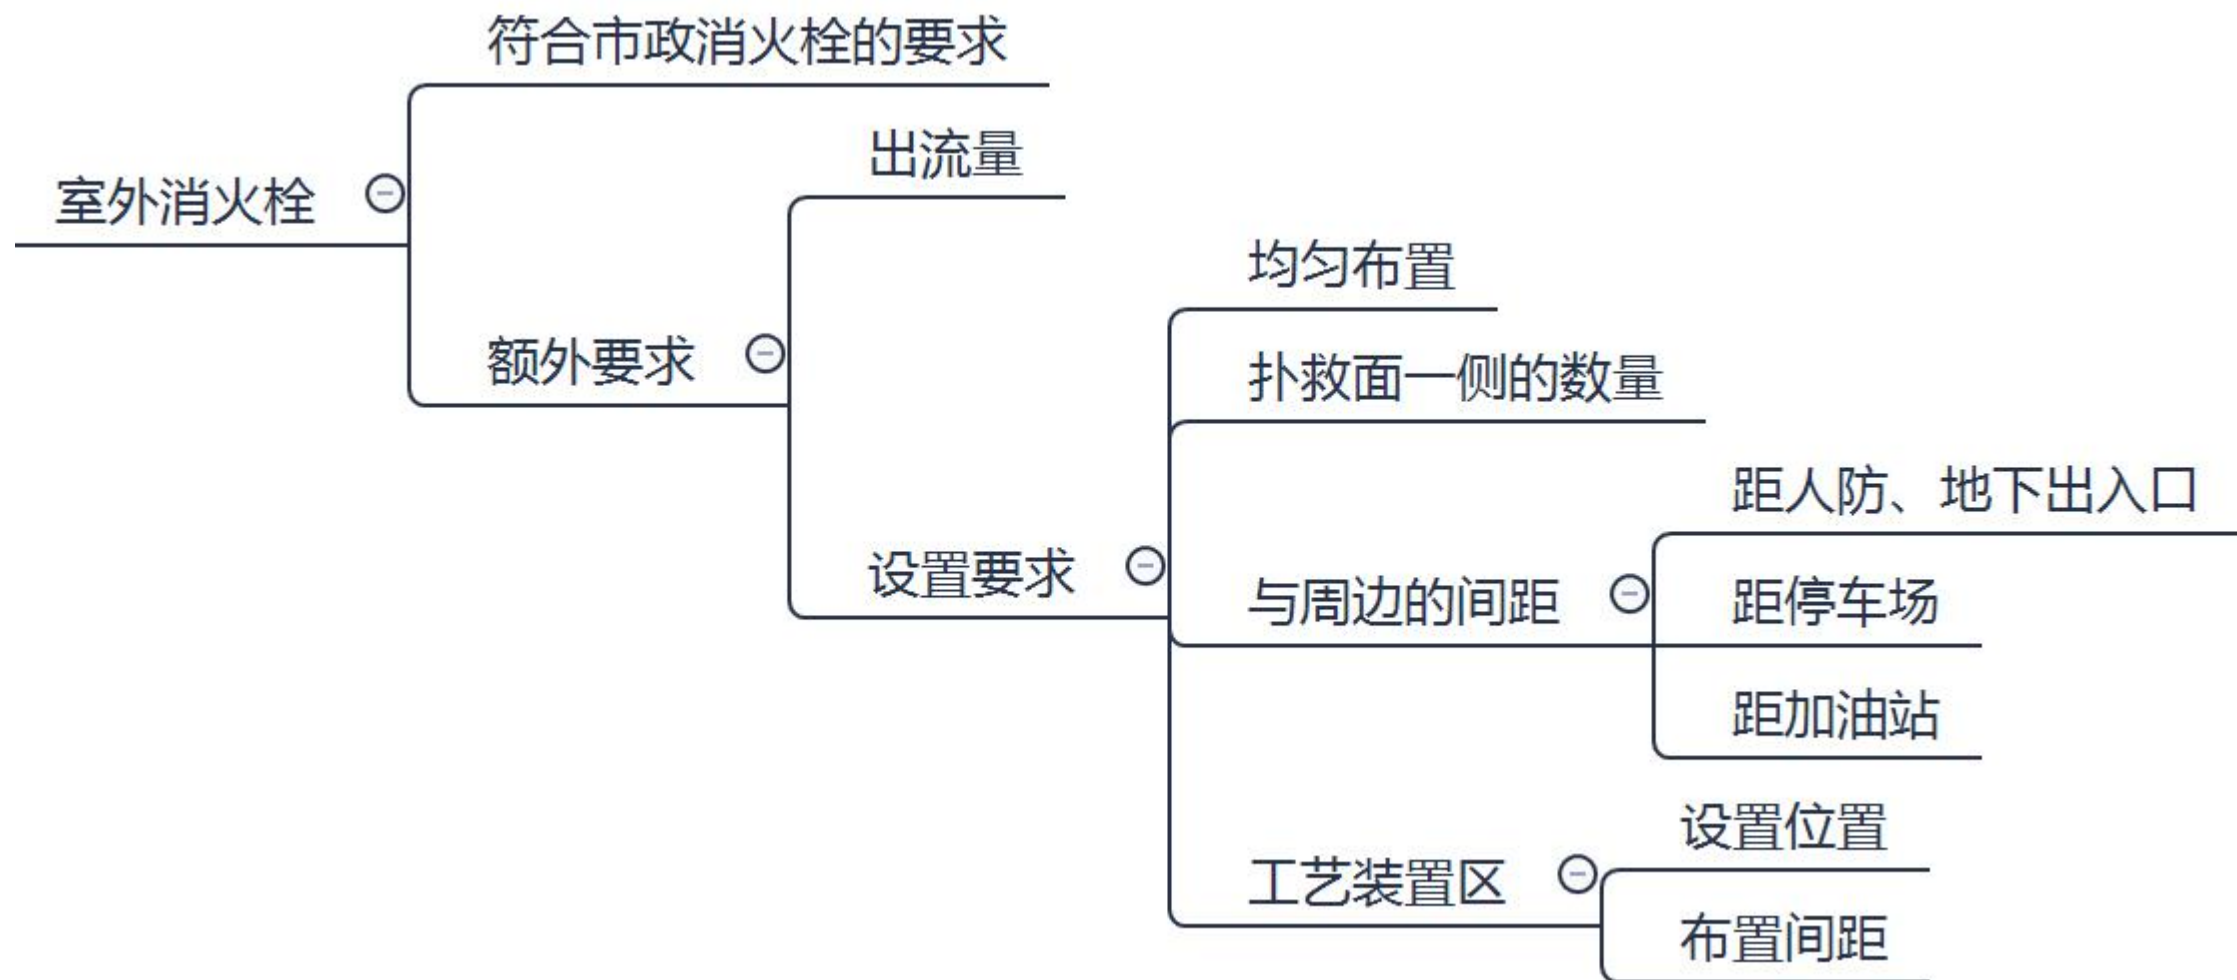 符合市政消火栓的要求
出流量
室外消火栓
均匀布置
额外要求
扑救面一侧的数量
距人防、地下出入口
设置要求
与周边的间距
距停车场
距加油站
设置位置
工艺装置区
布置间距